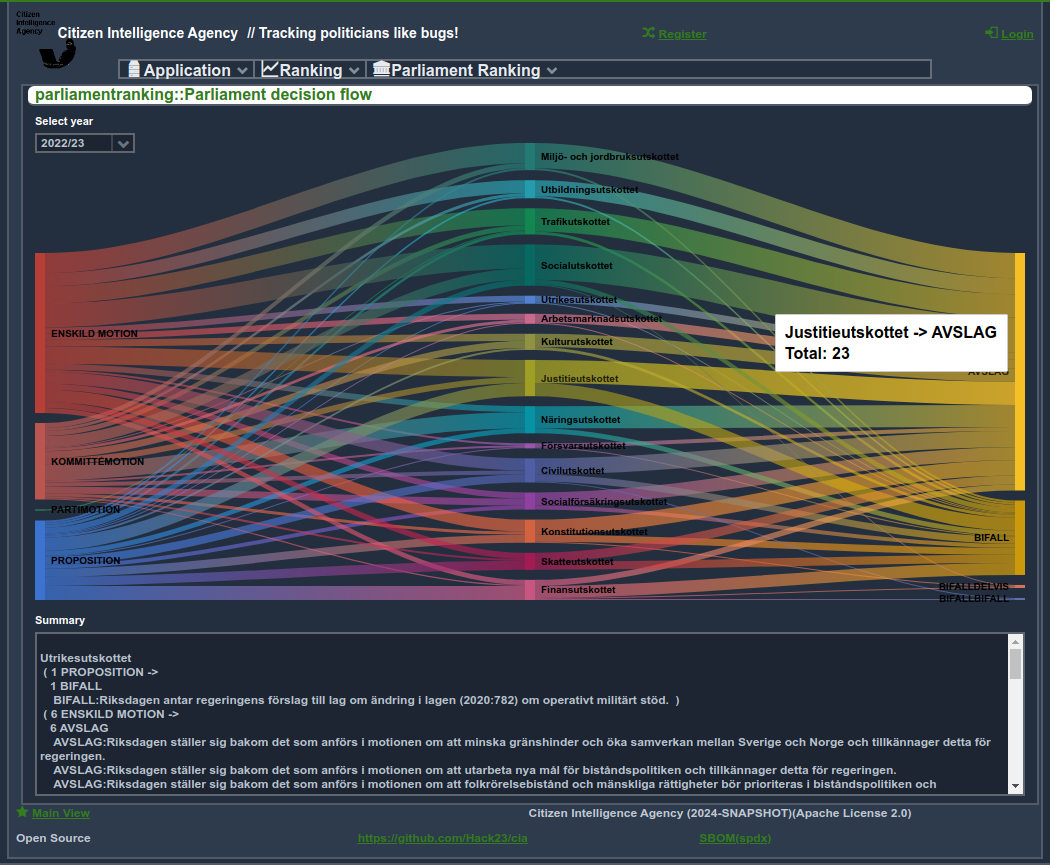 Citizen
Intelligence
Agency
Citizen Intelligence Agency // Tracking politicians like bugs!
Register
Login
Application
Ranking
Parliament Ranking
parliamentranking::Parliament decision flow
Select year
2022/23
Miljö- och jordbruksutskottet
Utbildningsutskottet
Trafikutskottet
Socialutskottet
Utrikesutskottet
Arbetsmarknadsutskottet
ENSKILD MOTION
Justitieutskottet -> AVSLAG
Total: 23
Kulturutskottet
AVSLAG
Justitieutskottet
Näringsutskottet
Försvarsutskottet
KOMMITTEMOTION
Civilutskottet
Socialförsäkringsutskottet
PARTIMOTION
Konstitutionsutskottet
BIFALL
PROPOSITION
Skatteutskottet
BIFALLDELVIS
Finansutskottet
BIFALLBIFALL
Summary
Utrikesutskottet
( 1 PROPOSITION ->
1 BIFALL
BIFALL:Riksdagen antar regeringens förslag till lag om ändring i lagen (2020:782) om operativt militärt stöd. )
( 6 ENSKILD MOTION ->
6 AVSLAG
AVSLAG:Riksdagen ställer sig bakom det som anförs i motionen om att minska gränshinder och öka samverkan mellan Sverige och Norge och tillkännager detta för
regeringen.
AVSLAG:Riksdagen ställer sig bakom det som anförs i motionen om att utarbeta nya mål för biståndspolitiken och tillkännager detta för regeringen.
AVSLAG:Riksdagen ställer sig bakom det som anförs i motionen om att folkrörelsebistånd och mänskliga rättigheter bör prioriteras i biståndspolitiken och
Main View
Citizen Intelligence Agency (2024-SNAPSHOT)(Apache License 2.0)
Open Source
https://github.com/Hack23/cia
SBOM(spdx)